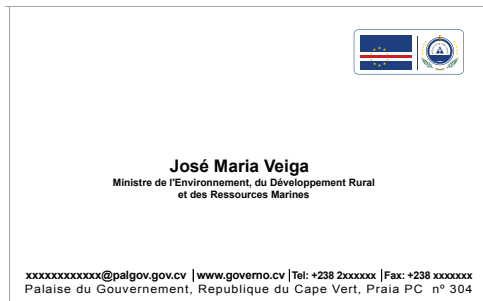 José Maria Veiga
Ministre de l'Environnement, du Développement Rural
et des Ressources Marines
xxxxxxxxxxxx@palgov.gov.cv | www.governo.cv | Tel: +238 2xxxxxx | Fax: +238 xxxxxxx
Palaise du Gouvernement, Republique du Cape Vert, Praia PC nº 304